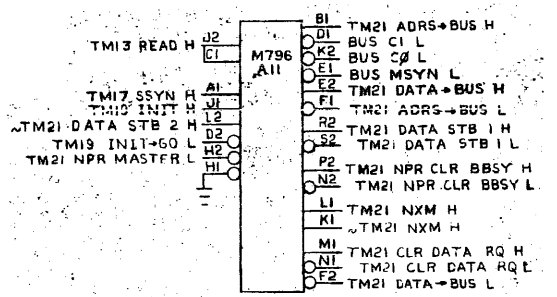 B1 TM21 ADRS→BUS H
J2 D1 BUS C1 L
TM13 READ H
C1 M796 K2 BUS CØ L
A11 E1 BUS MSYN L
A1 E2 TM21 DATA→BUS H
TM17 SSYN H
J1 F1 TM21 ADRS→BUS L
INIT H
L2 R2 TM21 DATA STB 1 H
~TM21 DATA STB 2 H
D2 S2 TM21 DATA STB 1 L
TM19 INIT→GO L
H2 P2 TM21 NPR CLR BBSY H
TM21 NPR MASTER L
H1 N2 TM21 NPR CLR BBSY L
L1 TM21 NXM H
K1 ~TM21 NXM H
M1 TM21 CLR DATA RQ H
N1 TM21 CLR DATA RQ L
F2 TM21 DATA→BUS L